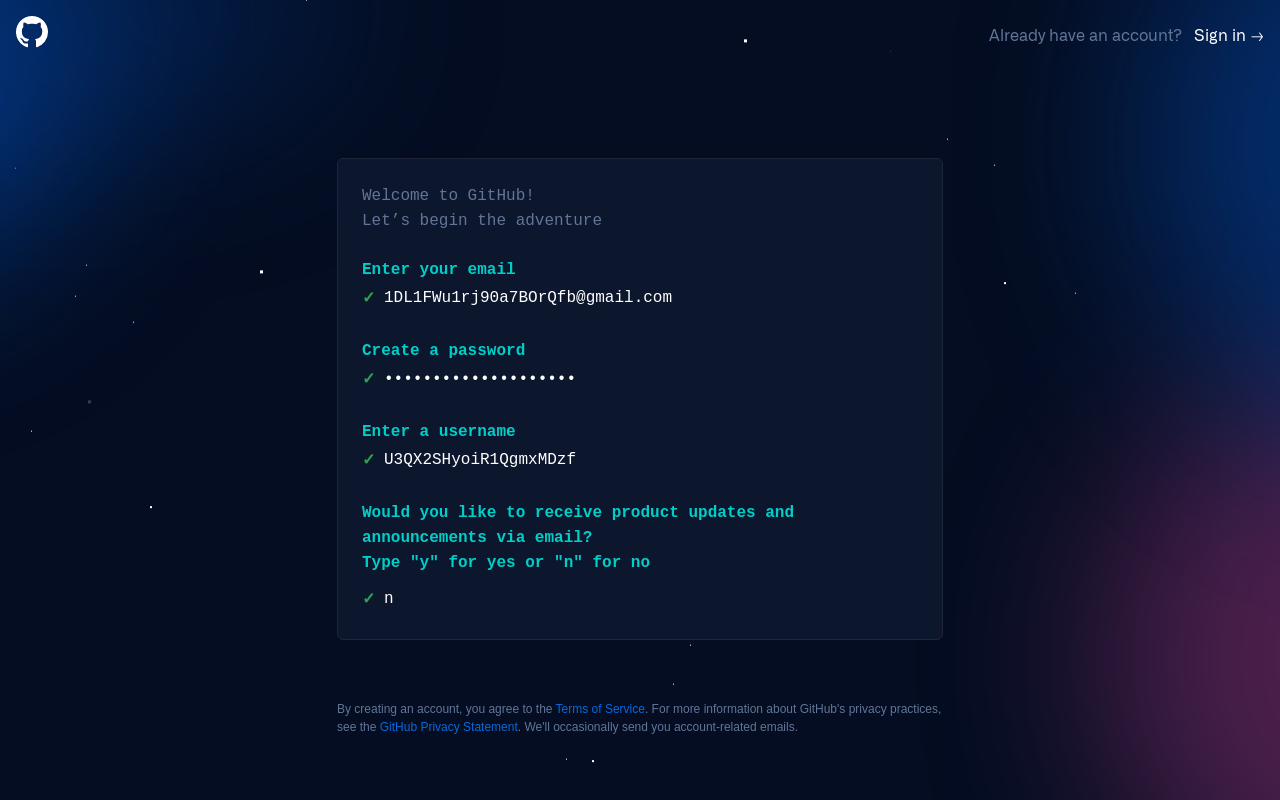 Already have an account? Sign in →
Welcome to GitHub!
Let’s begin the adventure
Enter your email
✓ 1DL1FWu1rj90a7BOrQfb@gmail.com
Create a password
✓ ••••••••••••••••••••
Enter a username
✓ U3QX2SHyoiR1QgmxMDzf
Would you like to receive product updates and
announcements via email?
Type "y" for yes or "n" for no
✓ n
By creating an account, you agree to the Terms of Service. For more information about GitHub's privacy practices,
see the GitHub Privacy Statement. We'll occasionally send you account-related emails.